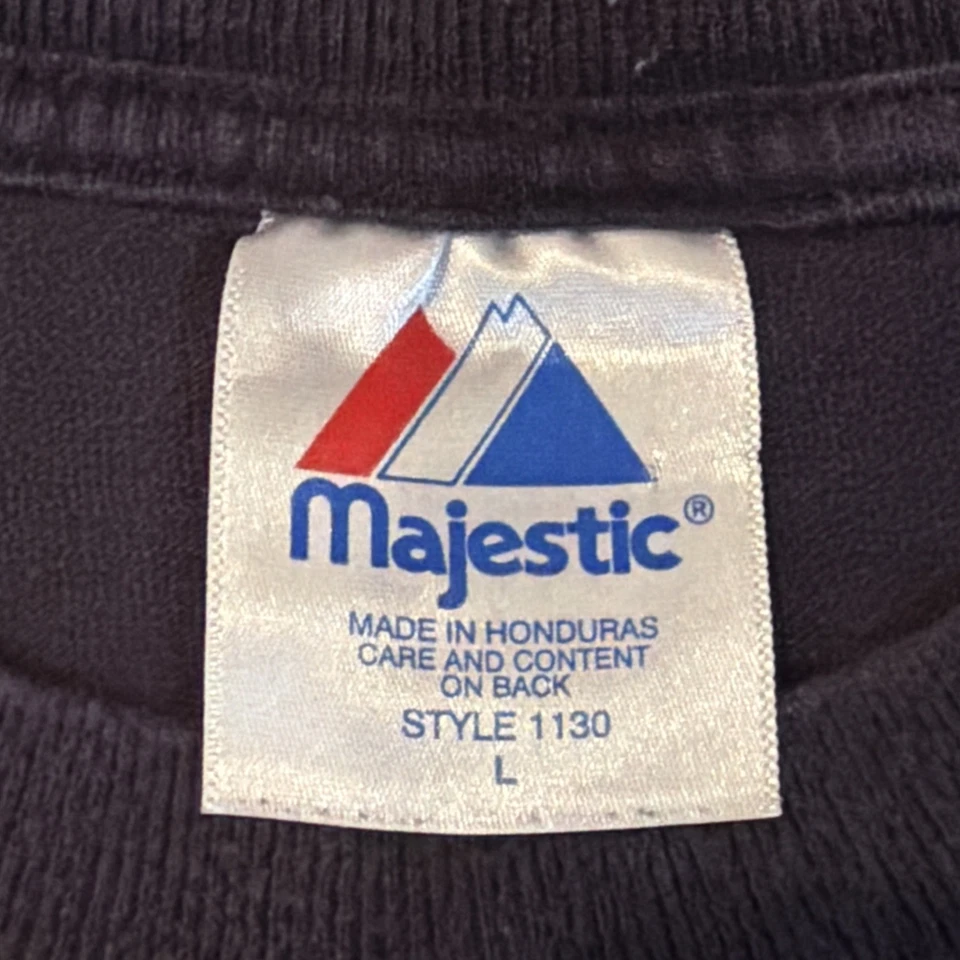 Majestic®
MADE IN HONDURAS
CARE AND CONTENT
ON BACK
STYLE 1130
L